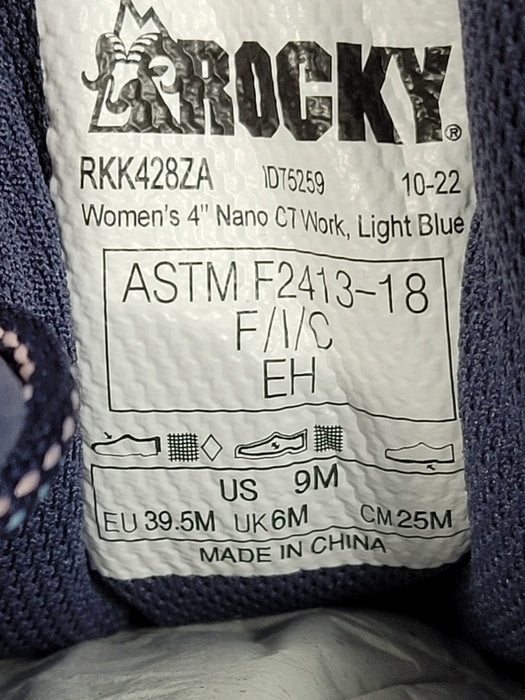 ROCKY®
RKK428ZA ID75259 10-22
Women's 4" Nano CT Work, Light Blue
ASTM F2413-18
F/I/C
EH
US 9M
EU 39.5M UK 6M CM 25M
MADE IN CHINA